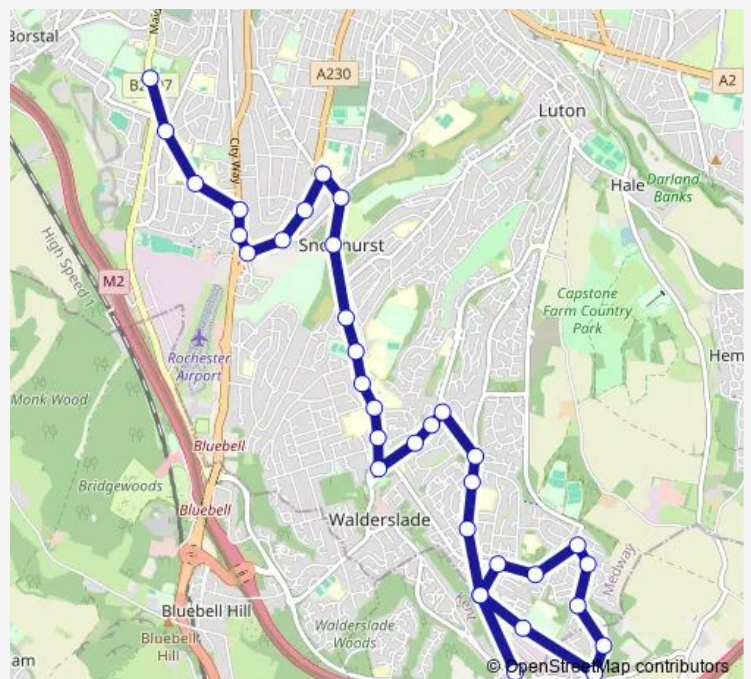 Borstal
A230
A2
Luton
City Way
Hale
Darland
Banks
High Speed 1
M2
Capstone
Farm Country
Park
Rochester
Airport
Hem
Monk Wood
Bluebell
Bridgewoods
Bluebell
Walderslade
Medway
Kent
Bluebell Hill
Walderslade
Woods
Bluebell
Hill
am
© OpenStreetMap contributors